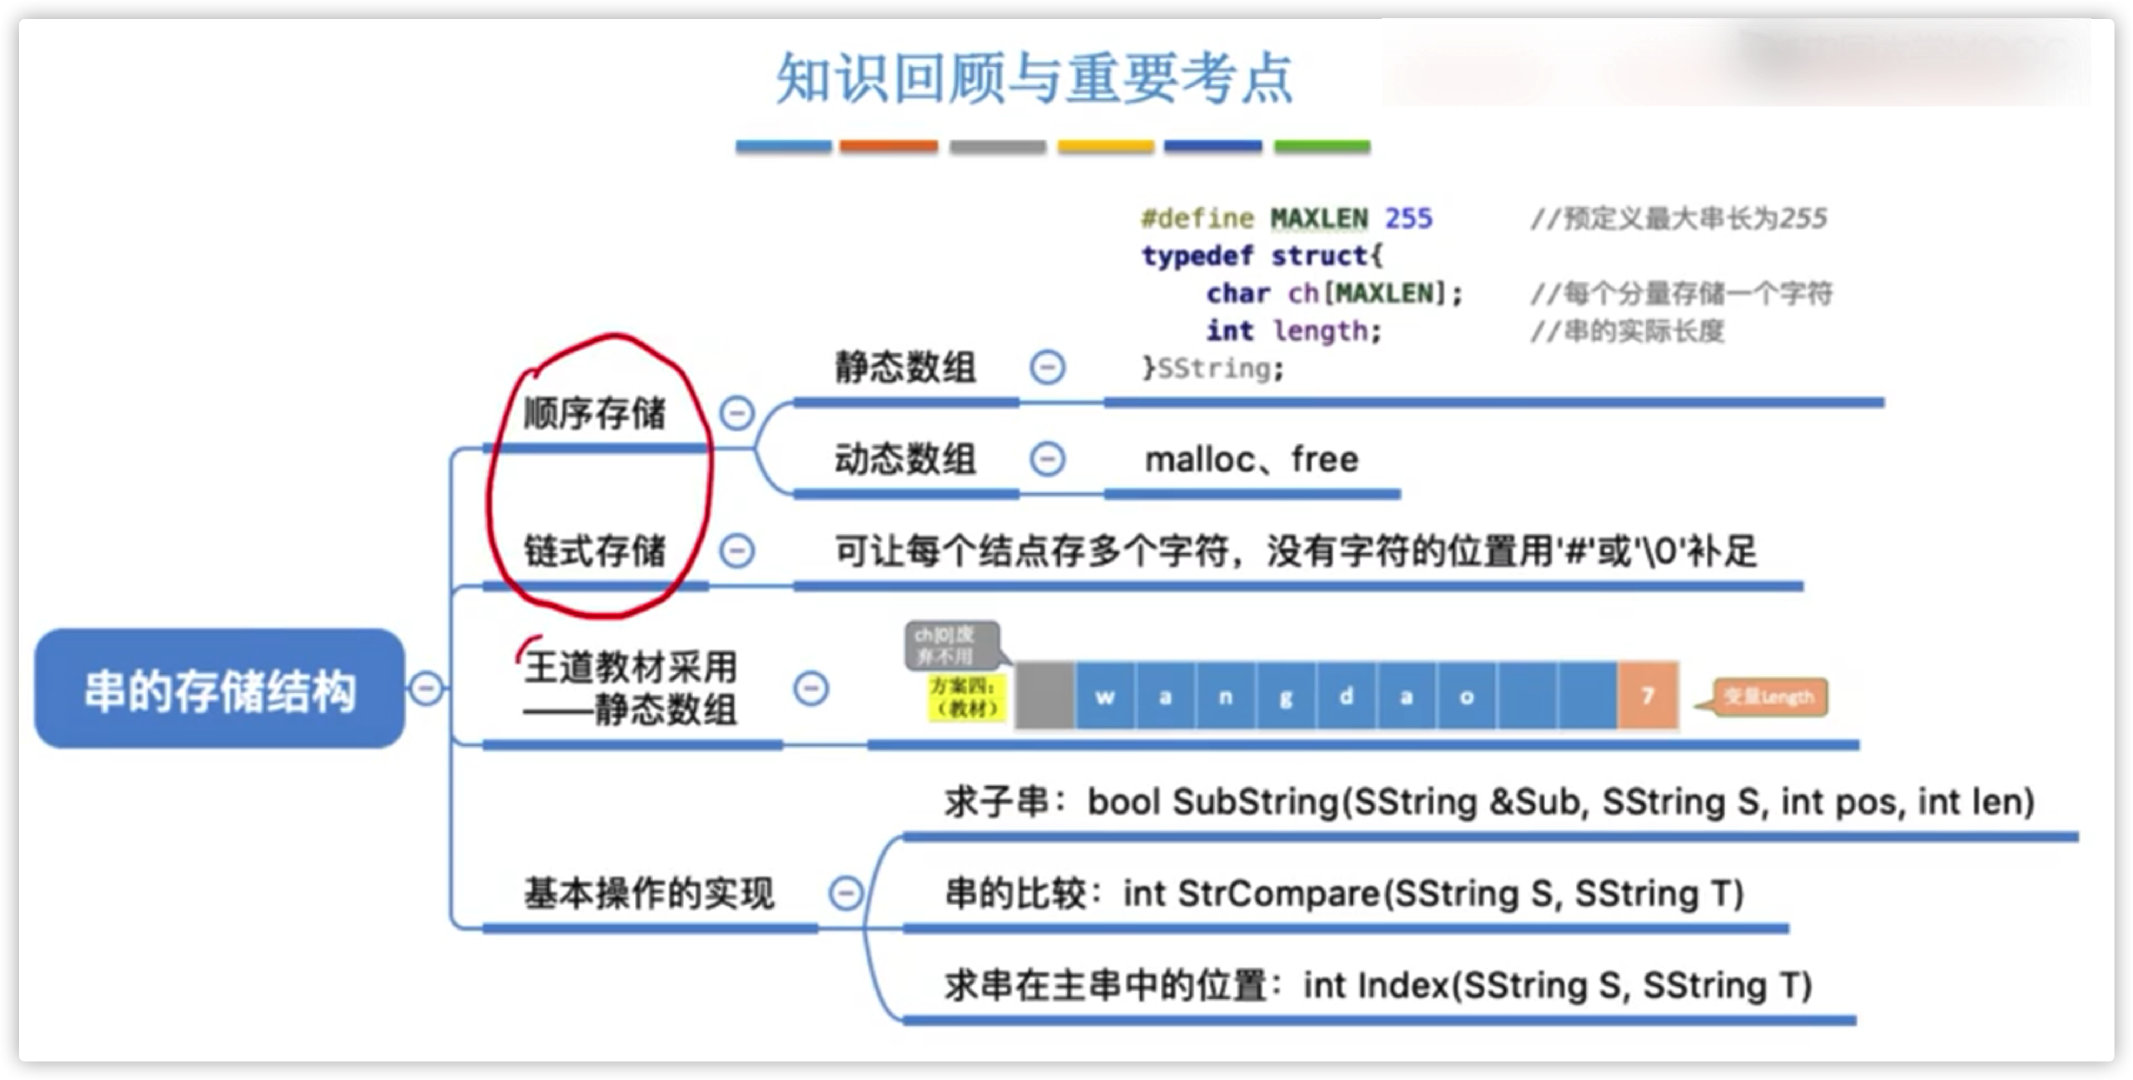 知识回顾与重要考点
#define MAXLEN 255 //预定义最大串长为255
typedef struct{
char ch[MAXLEN]; //每个分量存储一个字符
int length; //串的实际长度
}SString;
静态数组
顺序存储
动态数组
malloc、free
链式存储
可让每个结点存多个字符，没有字符的位置用'#'或'\0'补足
串的存储结构
王道教材采用
——静态数组
ch[0]废
弃不用
方案四：
（教材）
w a n g d a o 7
变量Length
基本操作的实现
求子串：bool SubString(SString &Sub, SString S, int pos, int len)
串的比较：int StrCompare(SString S, SString T)
求串在主串中的位置：int Index(SString S, SString T)